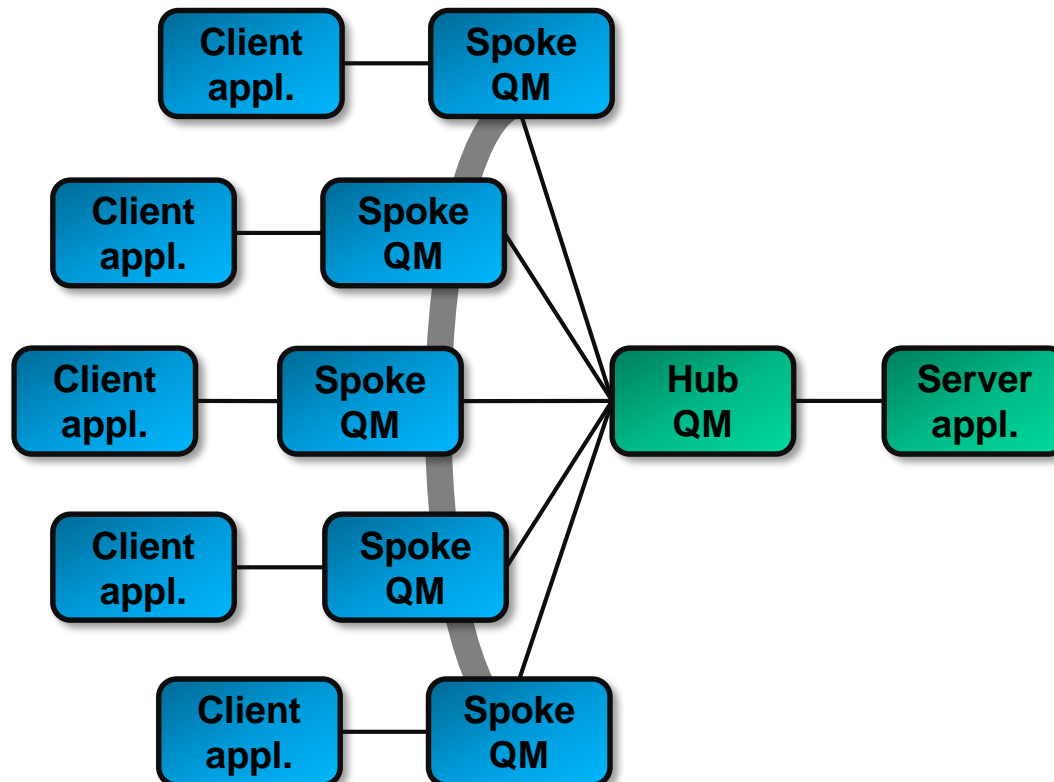 Client
appl.
Spoke
QM
Client
appl.
Spoke
QM
Client
appl.
Spoke
QM
Hub
QM
Server
appl.
Client
appl.
Spoke
QM
Client
appl.
Spoke
QM